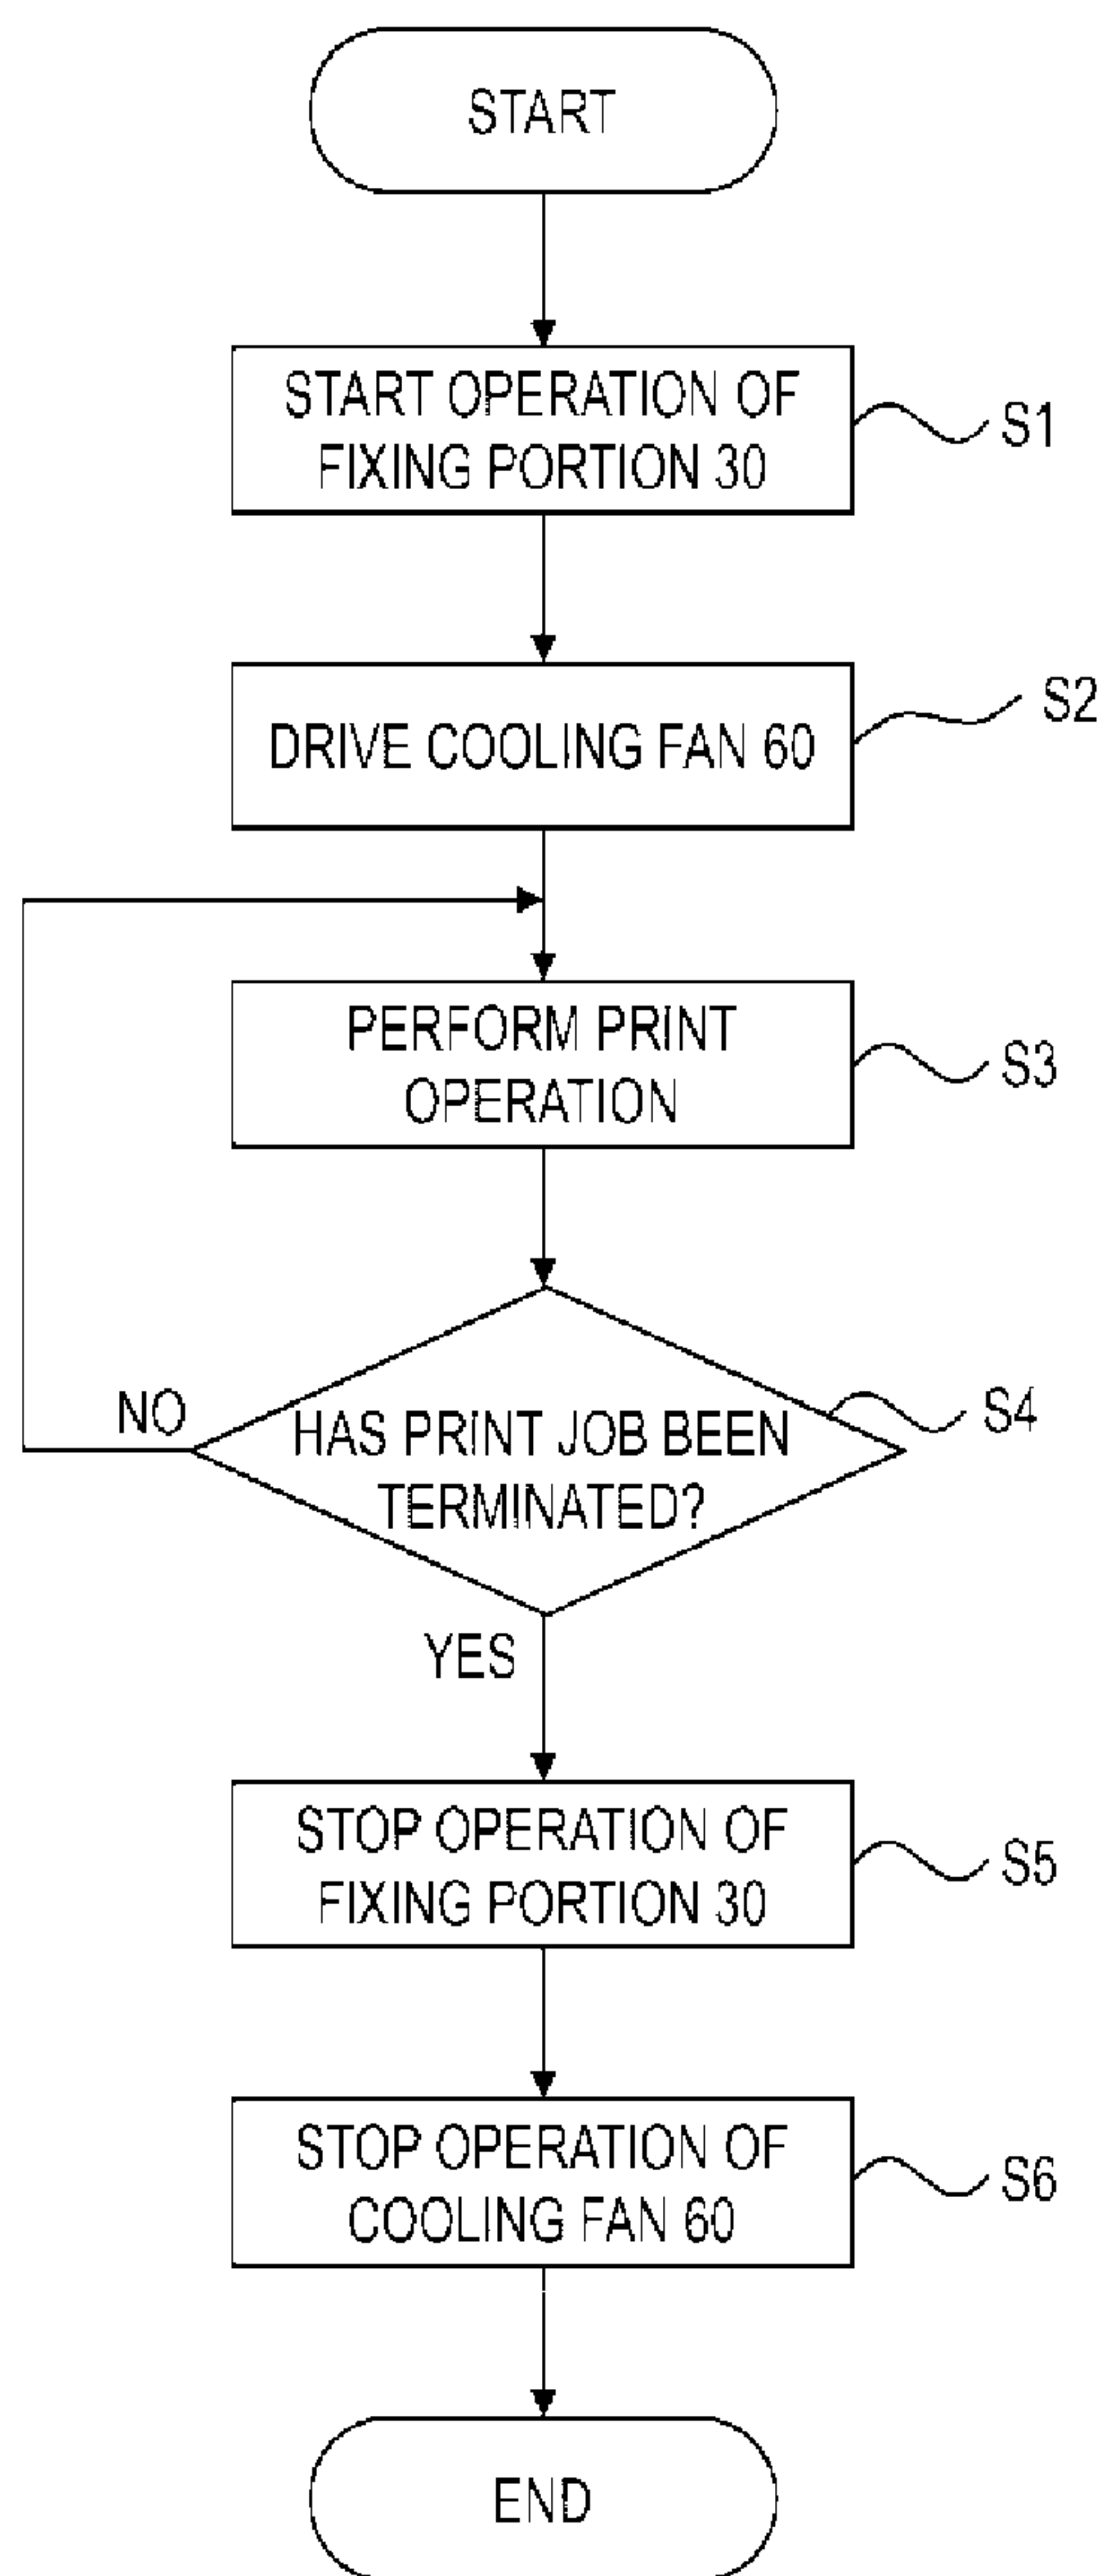 START
START OPERATION OF
FIXING PORTION 30
S1
DRIVE COOLING FAN 60
S2
PERFORM PRINT
OPERATION
S3
HAS PRINT JOB BEEN
TERMINATED?
S4
NO
YES
STOP OPERATION OF
FIXING PORTION 30
S5
STOP OPERATION OF
COOLING FAN 60
S6
END